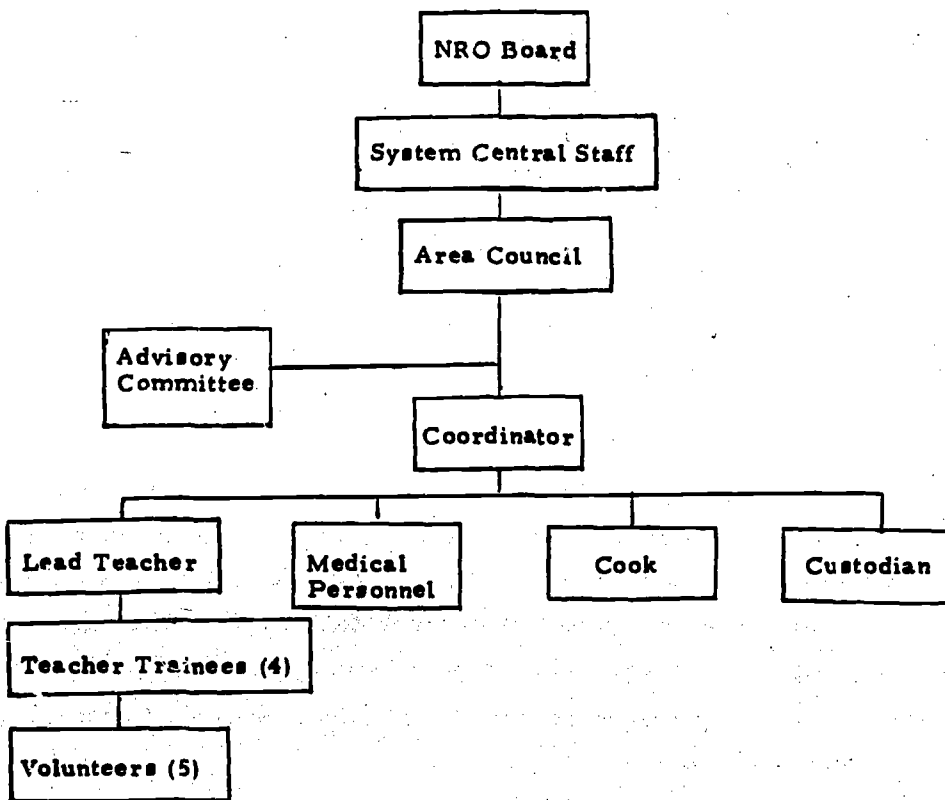 NRO Board
System Central Staff
Area Council
Advisory
Committee
Coordinator
Lead Teacher
Medical
Personnel
Cook
Custodian
Teacher Trainees (4)
Volunteers (5)